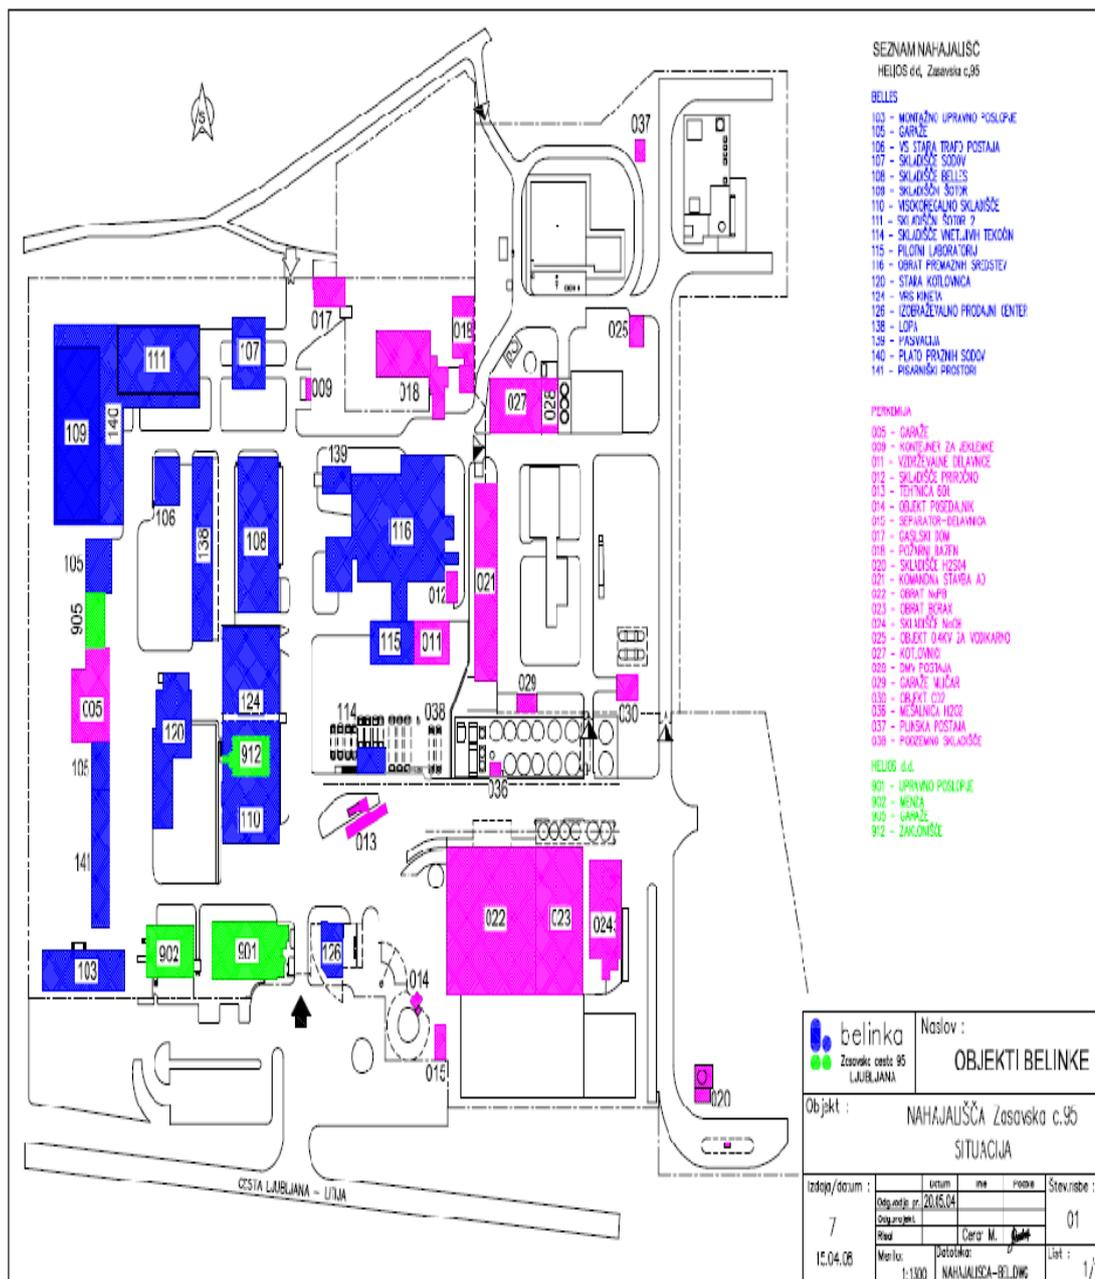 SEZNAM NAHAJALIŠČ
HELIOS d.d., Zasavska c.95
BELLES
103 - MONTAŽNO UPRAVNO POSLOPJE
105 - GARAŽE
106 - VS STARA TRAFO POSTAJA
107 - SKLADIŠČE SODOV
108 - SKLADIŠČE BELLES
109 - SKLADIŠČNI ŠOTOR
110 - VISOKOREGALNO SKLADIŠČE
111 - SKLADIŠČNI ŠOTOR 2
114 - SKLADIŠČE VNETLJIVIH TEKOČIN
115 - PILOTNI LABORATORIJ
116 - OBRAT PREMAZNIH SREDSTEV
120 - STARA KOTLOVNICA
124 - VRS KINETA
126 - IZOBRAŽEVALNO PRODAJNI CENTER
138 - LOPA
139 - PASIVACIJA
140 - PLATO PRAZNIH SODOV
141 - PISARNIŠKI PROSTORI
PERKEMIJA
005 - GARAŽE
009 - KONTEJNER ZA JEKLENKE
011 - VZDRŽEVALNE DELAVNICE
012 - SKLADIŠČE PRIROČNO
013 - TEHTNICA 60t
014 - OBJEKT POSEDALNIK
015 - SEPARATOR-DELAVNICA
017 - GASILSKI DOM
018 - POŽARNI BAZEN
020 - SKLADIŠČE H2SO4
021 - KOMANDNA STAVBA AO
022 - OBRAT NaPB
023 - OBRAT BORAX
024 - SKLADIŠČE NaOH
025 - OBJEKT 0.4KV ZA VODIKARNO
027 - KOTLOVNICI
028 - DMV POSTAJA
029 - GARAŽE VILIČAR
030 - OBJEKT CO2
036 - MEŠALNICA H2O2
037 - PLINSKA POSTAJA
038 - PODZEMNO SKLADIŠČE
HELIOS d.d.
901 - UPRAVNO POSLOPJE
902 - MENZA
905 - GARAŽE
912 - ZAKLONIŠČE
S
037
017
018
025
111
107
009
018
027
028
109
140
139
106
138
108
116
021
105
012
905
115
011
005
124
029
030
120
114
038
912
105
036
110
013
141
022
023
024
902
901
126
103
014
015
020
CESTA LJUBLJANA - LITIJA
belinka
Zasavska cesta 95
LJUBLJANA
Naslov :
OBJEKTI BELINKE
Objekt :
NAHAJALIŠČA Zasavska c.95
SITUACIJA
Izdaja/datum :
7
15.04.08
Datum
Ime
Podpis
Odg.vodja pr.
20.05.04
Odg.projekt.
Risal
Cerar M.
Merilo:
1:1300
Datoteka:
NAHAJALISCA-BEL.DWG
Štev.risbe :
01
List :
1/